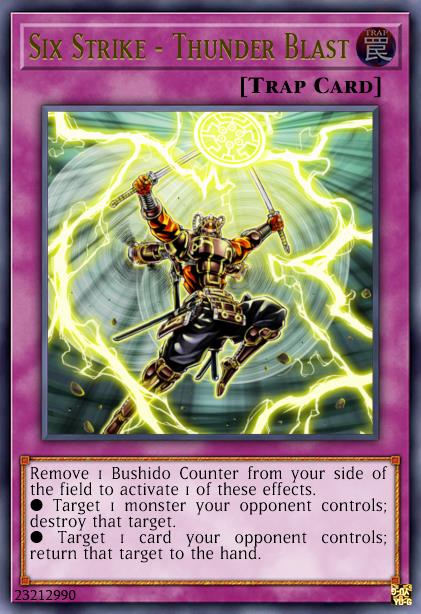 Six Strike - Thunder Blast
TRAP
罠
[Trap Card]
Remove 1 Bushido Counter from your side of
the field to activate 1 of these effects.
● Target 1 monster your opponent controls;
destroy that target.
● Target 1 card your opponent controls;
return that target to the hand.
23212990